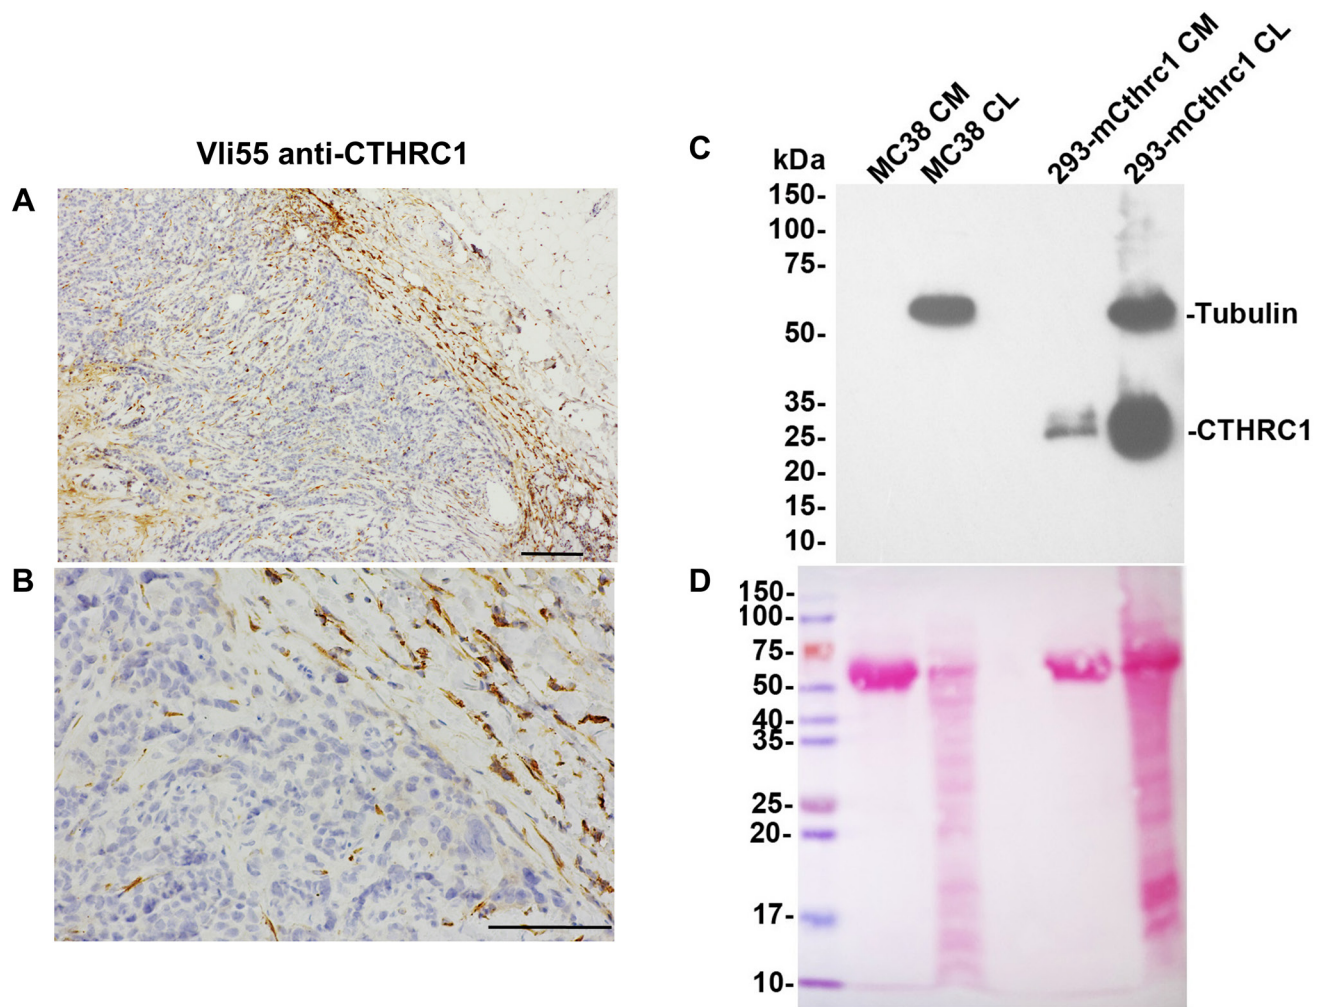 Vli55 anti-CTHRC1
A
B
C
kDa
MC38 CM
MC38 CL
293-mCthrc1 CM
293-mCthrc1 CL
150-
100-
75-
50-
35-
25-
20-
15-
10-
-Tubulin
-CTHRC1
D
150-
100-
75-
50-
40-
35-
25-
20-
17-
10-